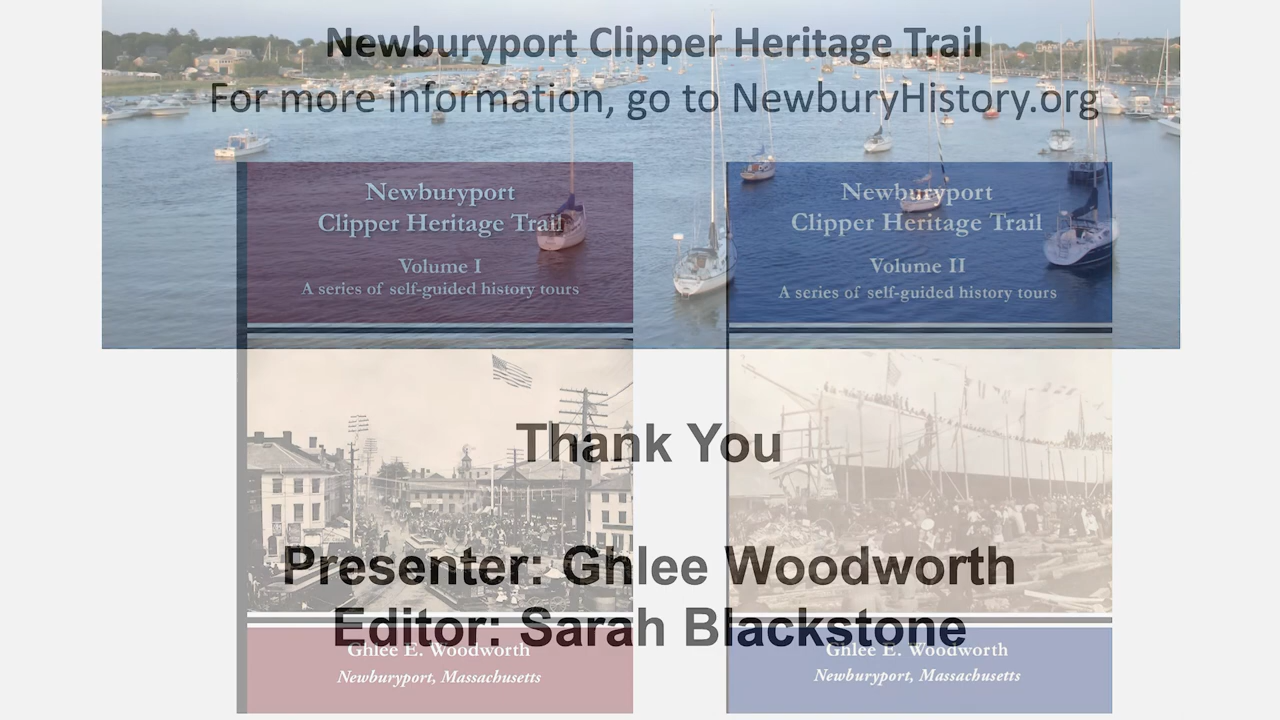 Newburyport Clipper Heritage Trail
For more information, go to NewburyHistory.org
Newburyport
Clipper Heritage Trail
Volume I
A series of self-guided history tours
Newburyport
Clipper Heritage Trail
Volume II
A series of self-guided history tours
Thank You
Presenter: Ghlee Woodworth
Editor: Sarah Blackstone
Ghlee E. Woodworth
Newburyport, Massachusetts
Ghlee E. Woodworth
Newburyport, Massachusetts